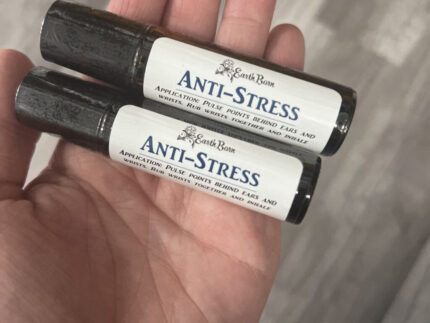 Earth Born
ANTI-STRESS
APPLICATION: PULSE POINTS BEHIND EARS AND
WRISTS. RUB WRISTS TOGETHER AND INHALE
Earth Born
ANTI-STRESS
APPLICATION: PULSE POINTS BEHIND EARS AND
WRISTS. RUB WRISTS TOGETHER AND INHALE